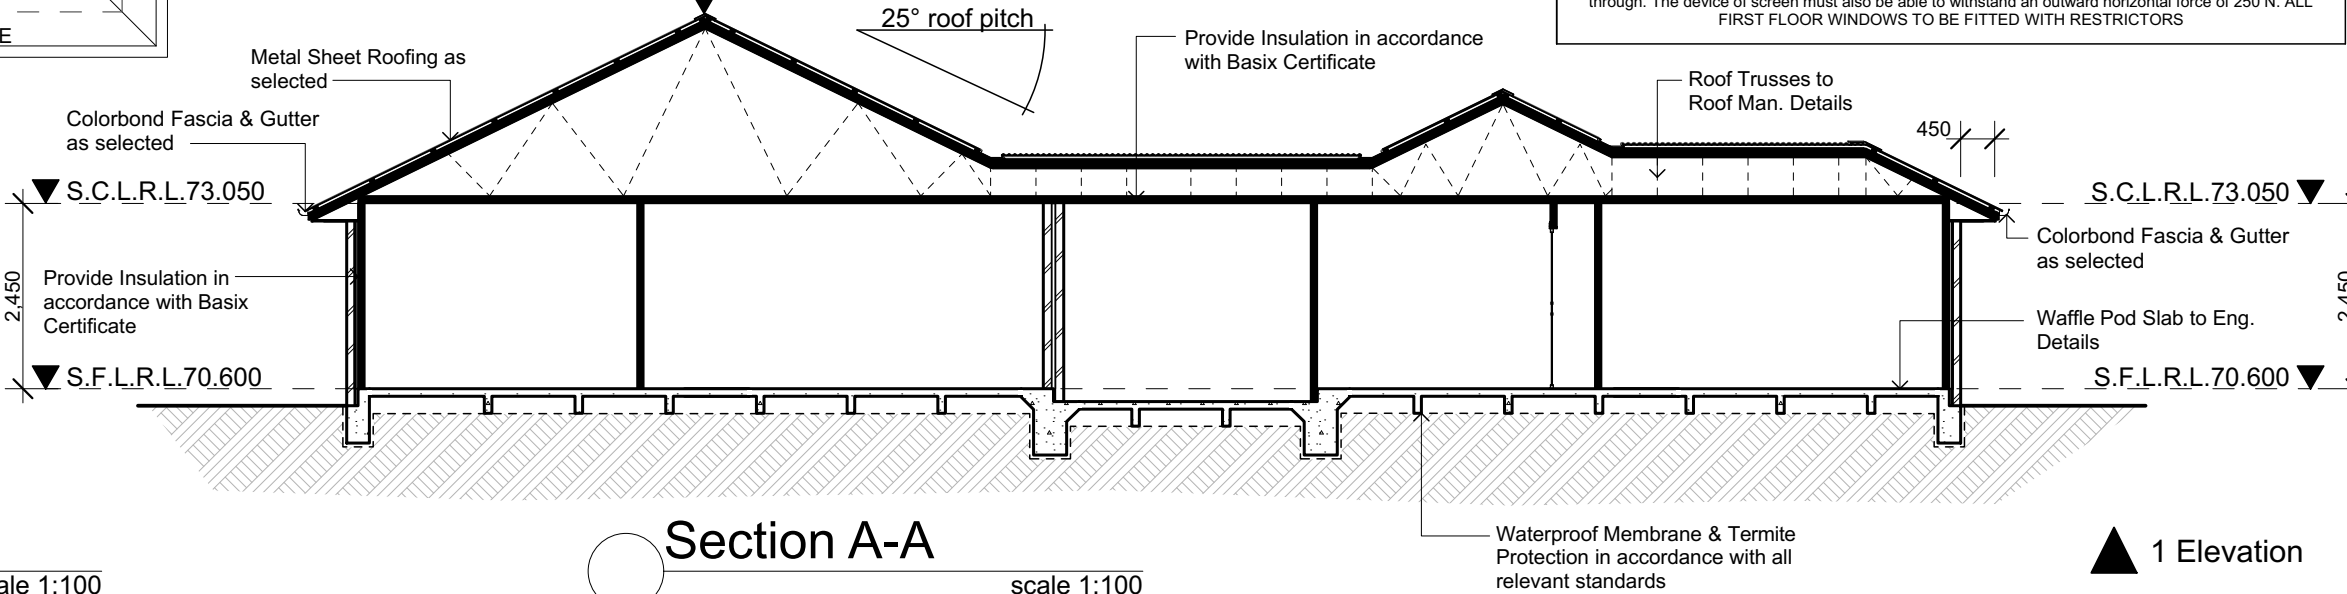 through. The device of screen must also be able to withstand an outward horizontal force of 250 N. ALL
FIRST FLOOR WINDOWS TO BE FITTED WITH RESTRICTORS
E
25° roof pitch
Metal Sheet Roofing as
selected
Provide Insulation in accordance
with Basix Certificate
Roof Trusses to
Roof Man. Details
Colorbond Fascia & Gutter
as selected
450
S.C.L.R.L.73.050
S.C.L.R.L.73.050
Colorbond Fascia & Gutter
as selected
2,450
Provide Insulation in
accordance with Basix
Certificate
2,450
Waffle Pod Slab to Eng.
Details
S.F.L.R.L.70.600
S.F.L.R.L.70.600
Section A-A
scale 1:100
ale 1:100
Waterproof Membrane & Termite
Protection in accordance with all
relevant standards
1 Elevation